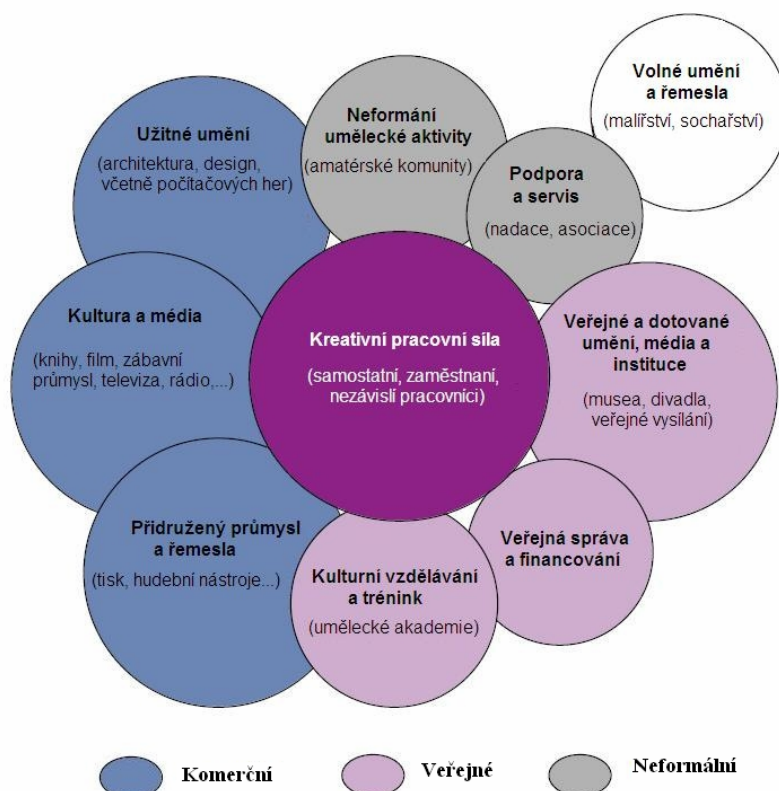 Volné umění
a řemesla
(malířství, sochařství)
Neformání
umělecké aktivity
(amatérské komunity)
Užitné umění
(architektura, design,
včetně počítačových her)
Podpora
a servis
(nadace, asociace)
Kultura a média
(knihy, film, zábavní
průmysl, televiza, rádio,...)
Kreativní pracovní síla
(samostatní, zaměstnaní,
nezávislí pracovníci)
Veřejné a dotované
umění, média a
instituce
(musea, divadla,
veřejné vysílání)
Přidružený průmysl
a řemesla
(tisk, hudební nástroje...)
Kulturní vzdělávání
a trénink
(umělecké akademie)
Veřejná správa
a financování
Komerční
Veřejné
Neformální